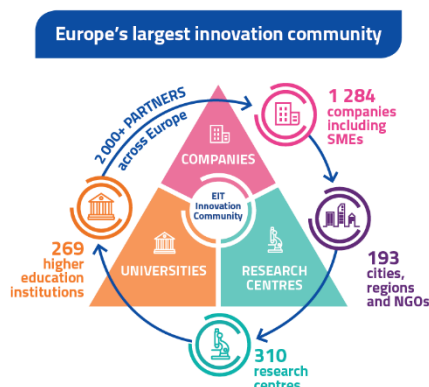 Europe's largest innovation community
2 000+ PARTNERS
across Europe
1 284
companies
including
SMEs
COMPANIES
EIT
Innovation
Community
UNIVERSITIES
RESEARCH
CENTRES
269
higher
education
institutions
193
cities,
regions
and NGOs
310
research
centres